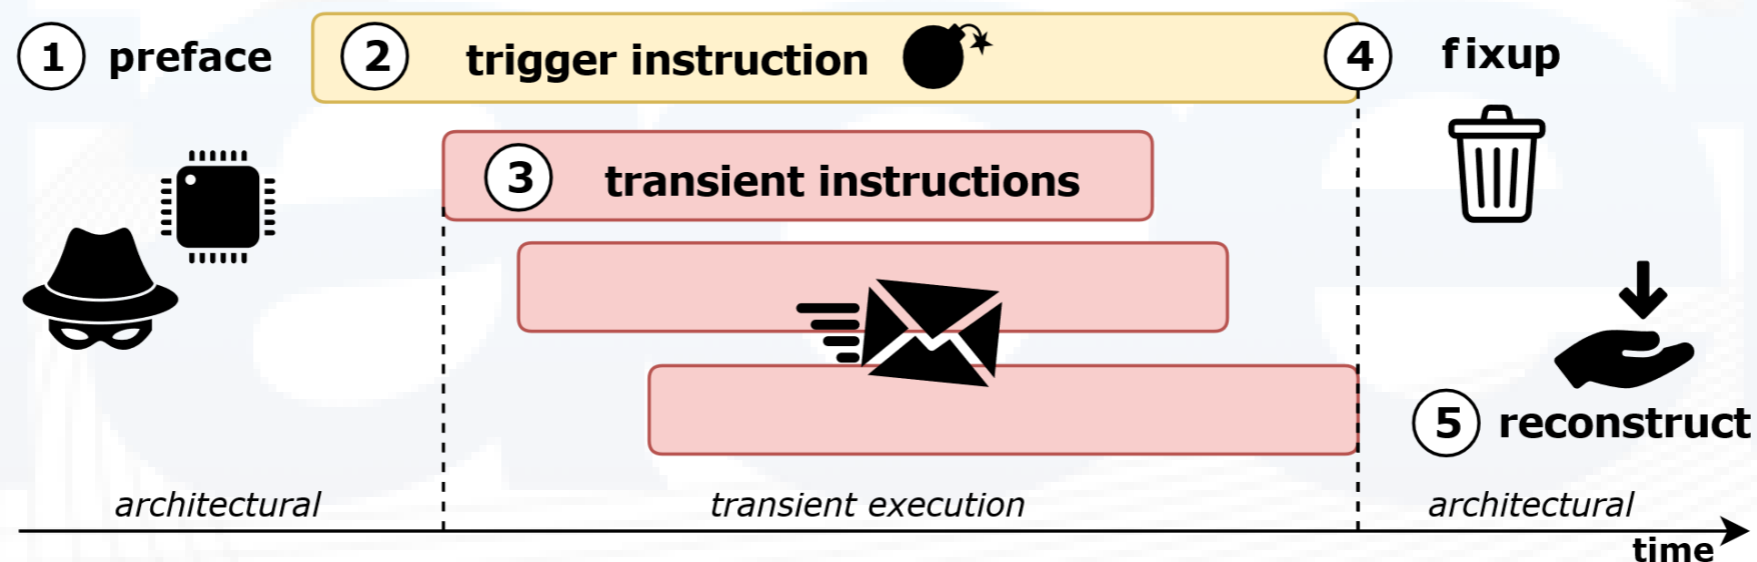 1 preface
2 trigger instruction
4 fixup
3 transient instructions
5 reconstruct
architectural
transient execution
architectural
time